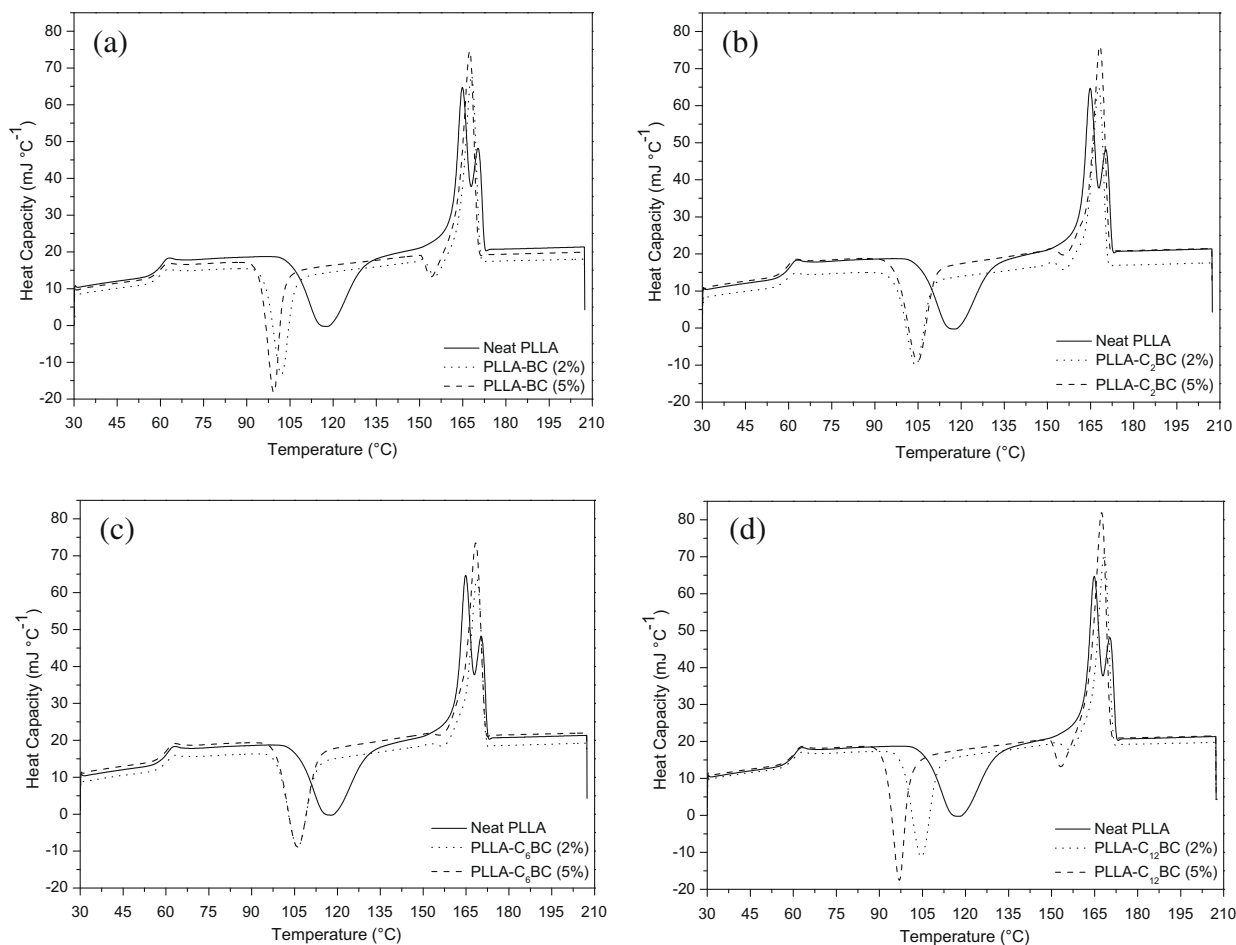 (a)
80
70
60
50
40
30
20
10
0
-10
-20
Heat Capacity (mJ °C⁻¹)
Neat PLLA
PLLA-BC (2%)
PLLA-BC (5%)
30 45 60 75 90 105 120 135 150 165 180 195 210
Temperature (°C)
(b)
80
70
60
50
40
30
20
10
0
-10
-20
Heat Capacity (mJ °C⁻¹)
Neat PLLA
PLLA-C₂BC (2%)
PLLA-C₂BC (5%)
30 45 60 75 90 105 120 135 150 165 180 195 210
Temperature (°C)
(c)
80
70
60
50
40
30
20
10
0
-10
-20
Heat Capacity (mJ °C⁻¹)
Neat PLLA
PLLA-C₆BC (2%)
PLLA-C₆BC (5%)
30 45 60 75 90 105 120 135 150 165 180 195 210
Temperature (°C)
(d)
80
70
60
50
40
30
20
10
0
-10
-20
Heat Capacity (mJ °C⁻¹)
Neat PLLA
PLLA-C₁₂BC (2%)
PLLA-C₁₂BC (5%)
30 45 60 75 90 105 120 135 150 165 180 195 210
Temperature (°C)